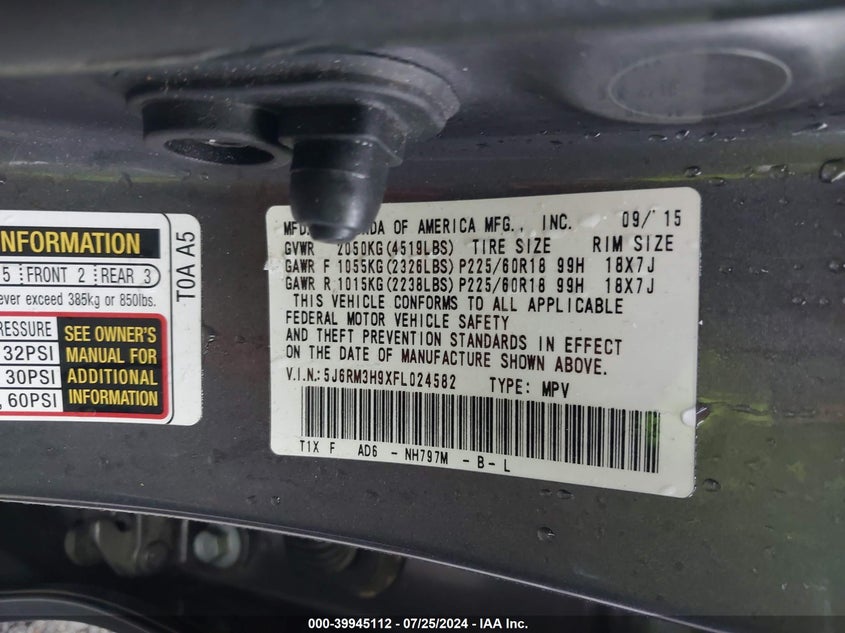 INFORMATION
5 FRONT 2 REAR 3
ever exceed 385kg or 850lbs.
PRESSURE
32PSI
30PSI
, 60PSI
SEE OWNER'S
MANUAL FOR
ADDITIONAL
INFORMATION
T0A A5
MFD. OF AMERICA MFG., INC. 09/'15
GVWR 2050KG(4519LBS) TIRE SIZE RIM SIZE
GAWR F 1055KG(2326LBS) P225/60R18 99H 18X7J
GAWR R 1015KG(2238LBS) P225/60R18 99H 18X7J
THIS VEHICLE CONFORMS TO ALL APPLICABLE
FEDERAL MOTOR VEHICLE SAFETY
AND THEFT PREVENTION STANDARDS IN EFFECT
ON THE DATE OF MANUFACTURE SHOWN ABOVE.
V.I.N.:5J6RM3H9XFL024582 TYPE: MPV
T1X F AD6 - NH797M - B - L
000-39945112 - 07/25/2024 - IAA Inc.